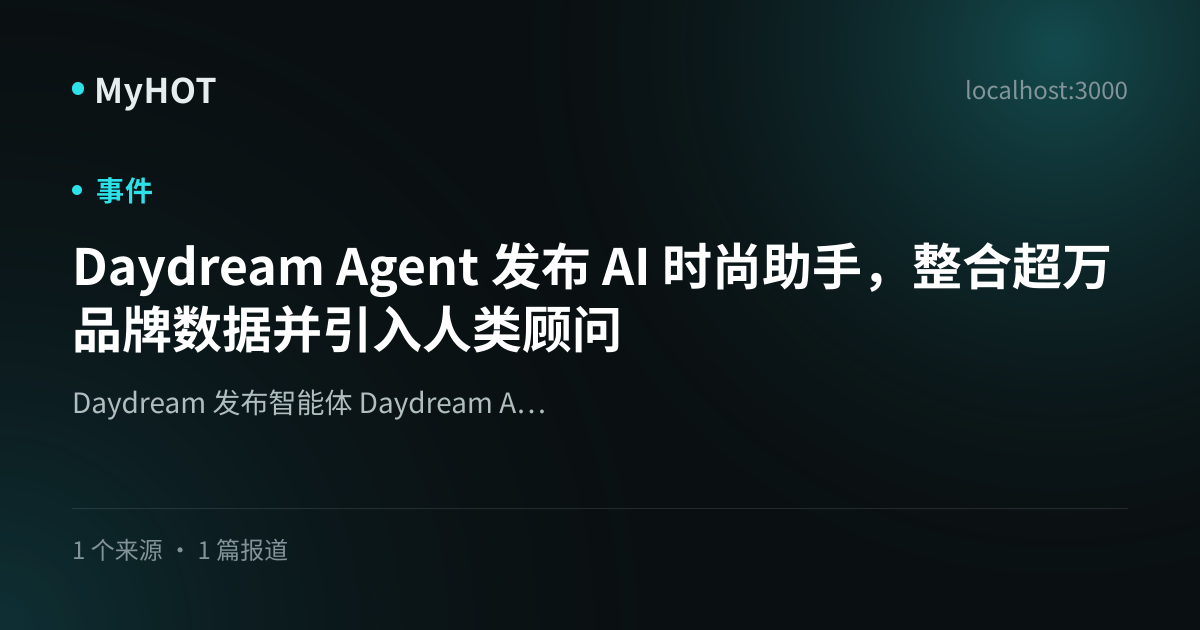 MyHOT
localhost:3000
事件
Daydream Agent 发布 AI 时尚助手，整合超万
品牌数据并引入人类顾问
Daydream 发布智能体 Daydream A…
1 个来源 · 1 篇报道